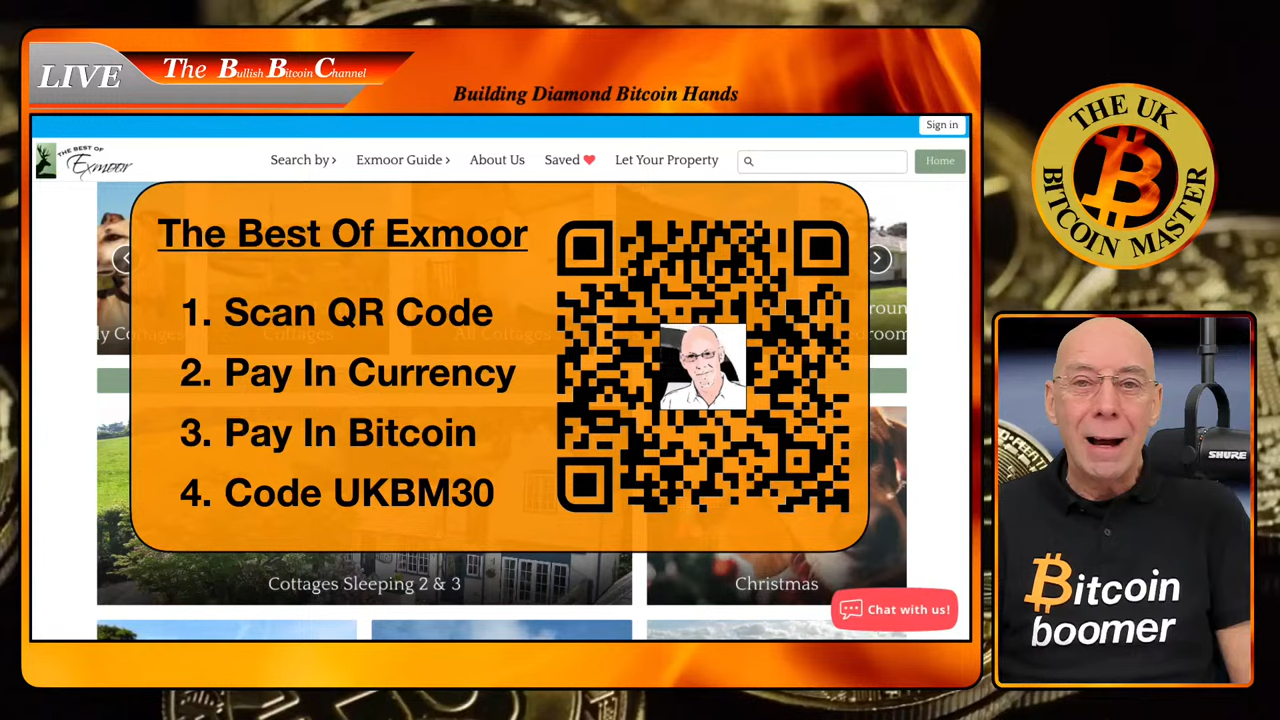 LIVE
The Bullish Bitcoin Channel
Building Diamond Bitcoin Hands
Sign in
THE BEST OF
Exmoor
Search by ›
Exmoor Guide ›
About Us
Saved
Let Your Property
Home
The Best Of Exmoor
1. Scan QR Code
2. Pay In Currency
3. Pay In Bitcoin
4. Code UKBM30
Cottages
Cottages
Cottages Sleeping 2 & 3
Christmas
Chat with us!
THE UK
BITCOIN MASTER
SHURE
Bitcoin
boomer